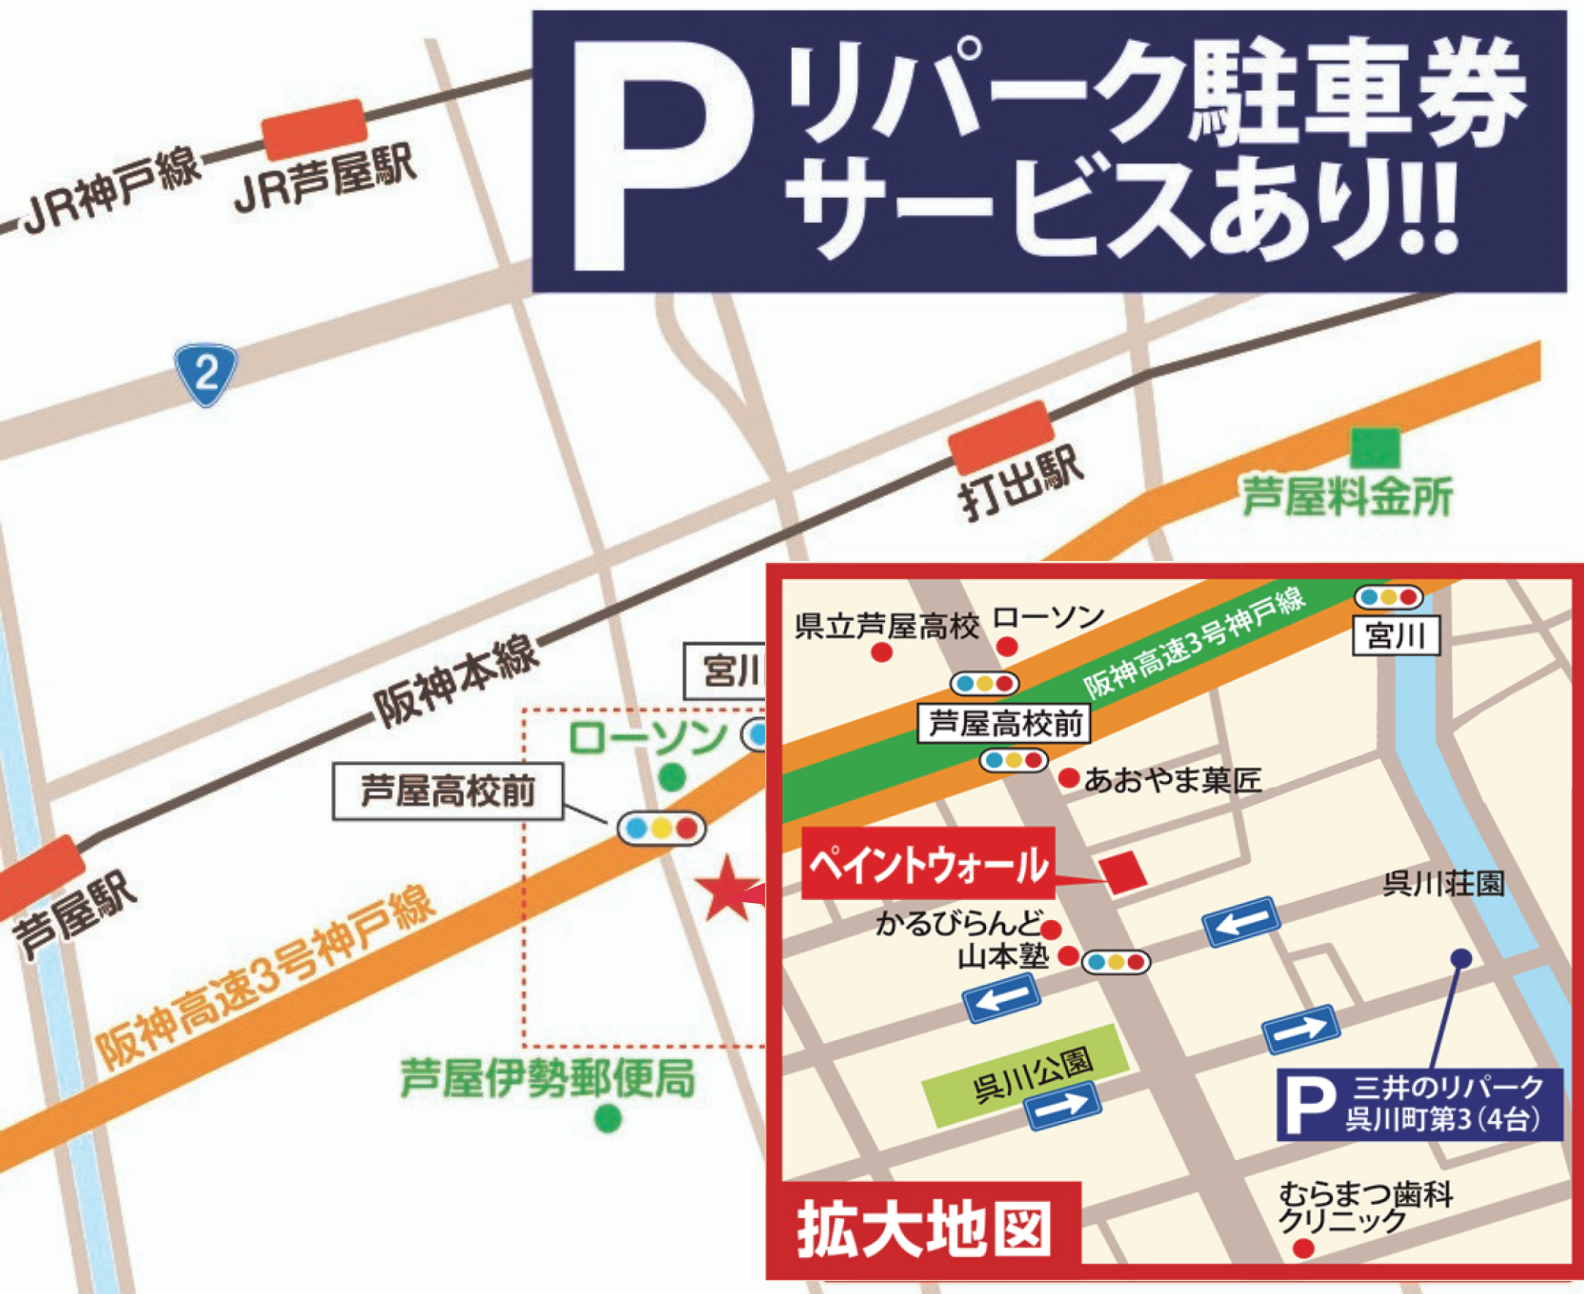 P
リパーク駐車券
サービスあり!!
JR神戸線
JR芦屋駅
2
打出駅
芦屋料金所
阪神本線
宮川
ローソン
芦屋高校前
芦屋駅
阪神高速3号神戸線
芦屋伊勢郵便局
県立芦屋高校
ローソン
阪神高速3号神戸線
宮川
芦屋高校前
あおやま菓匠
ペイントウォール
かるびらんど
山本塾
呉川荘園
呉川公園
P
三井のリパーク
呉川町第3(4台)
むらまつ歯科
クリニック
拡大地図